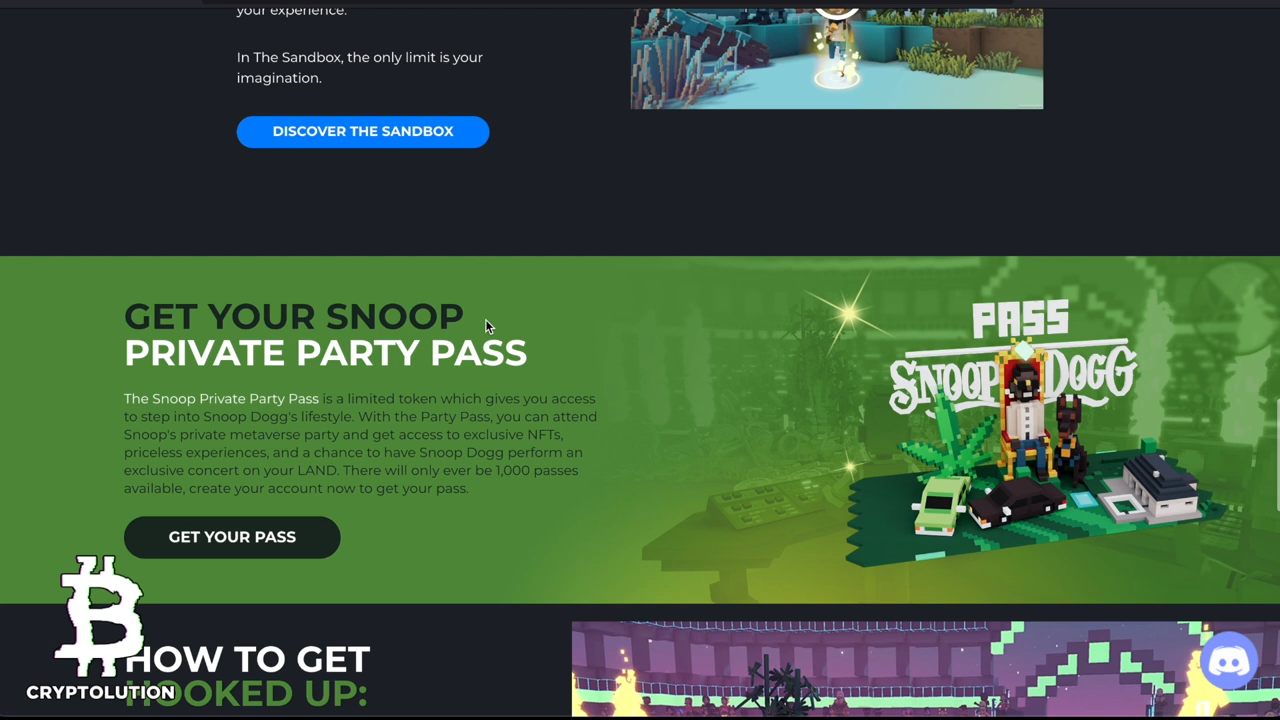 your experience.
In The Sandbox, the only limit is your
imagination.
DISCOVER THE SANDBOX
GET YOUR SNOOP
PRIVATE PARTY PASS
The Snoop Private Party Pass is a limited token which gives you access
to step into Snoop Dogg's lifestyle. With the Party Pass, you can attend
Snoop's private metaverse party and get access to exclusive NFTs,
priceless experiences, and a chance to have Snoop Dogg perform an
exclusive concert on your LAND. There will only ever be 1,000 passes
available, create your account now to get your pass.
GET YOUR PASS
PASS
SNOOP DOGG
HOW TO GET
HOOKED UP:
CRYPTOLUTION